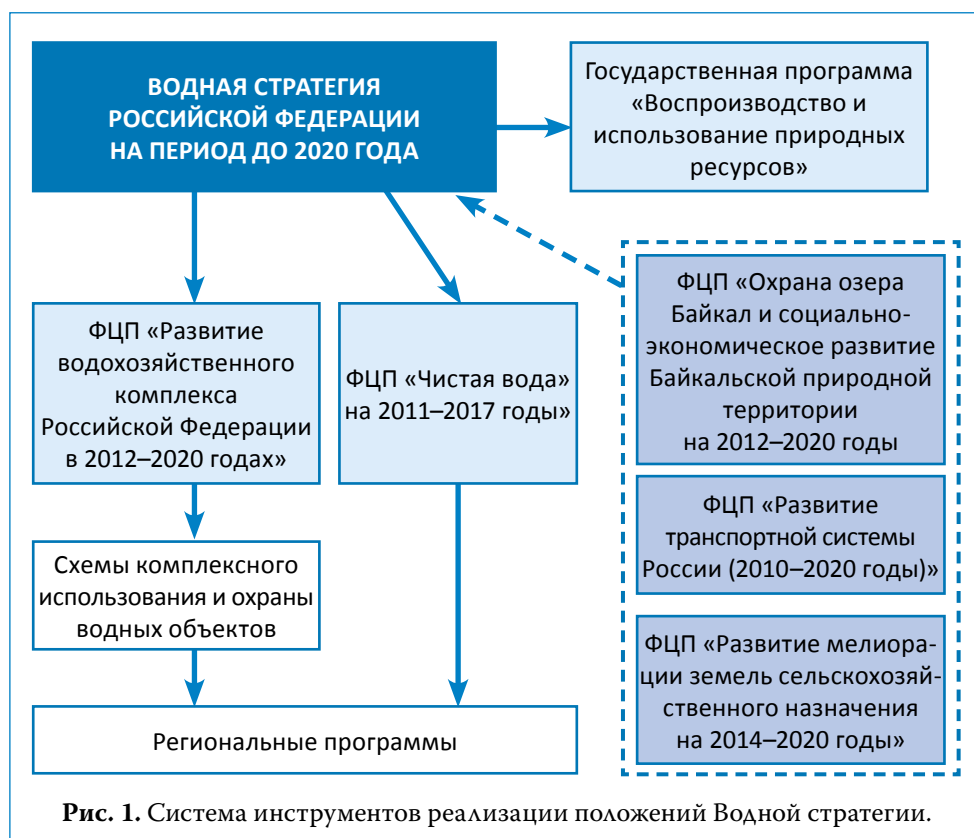 ВОДНАЯ СТРАТЕГИЯ
РОССИЙСКОЙ ФЕДЕРАЦИИ
НА ПЕРИОД ДО 2020 ГОДА
Государственная программа
«Воспроизводство и
использование природных
ресурсов»
ФЦП «Развитие
водохозяйственного
комплекса
Российской Федерации
в 2012–2020 годах»
ФЦП «Чистая вода»
на 2011–2017 годы»
ФЦП «Охрана озера
Байкал и социально-
экономическое развитие
Байкальской природной
территории
на 2012–2020 годы
ФЦП «Развитие
транспортной системы
России (2010–2020 годы)»
ФЦП «Развитие мелиора-
ции земель сельскохозяй-
ственного назначения
на 2014–2020 годы»
Схемы комплексного
использования и охраны
водных объектов
Региональные программы
Рис. 1. Система инструментов реализации положений Водной стратегии.